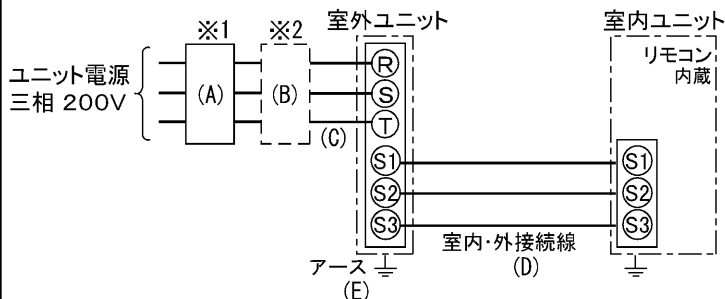 ※1
※2
室外ユニット
室内ユニット
ユニット電源
三相 200V
(A)
(B)
(C)
R
S
T
リモコン
内蔵
S1
S2
S3
S1
S2
S3
室内・外接続線
(D)
アース
(E)